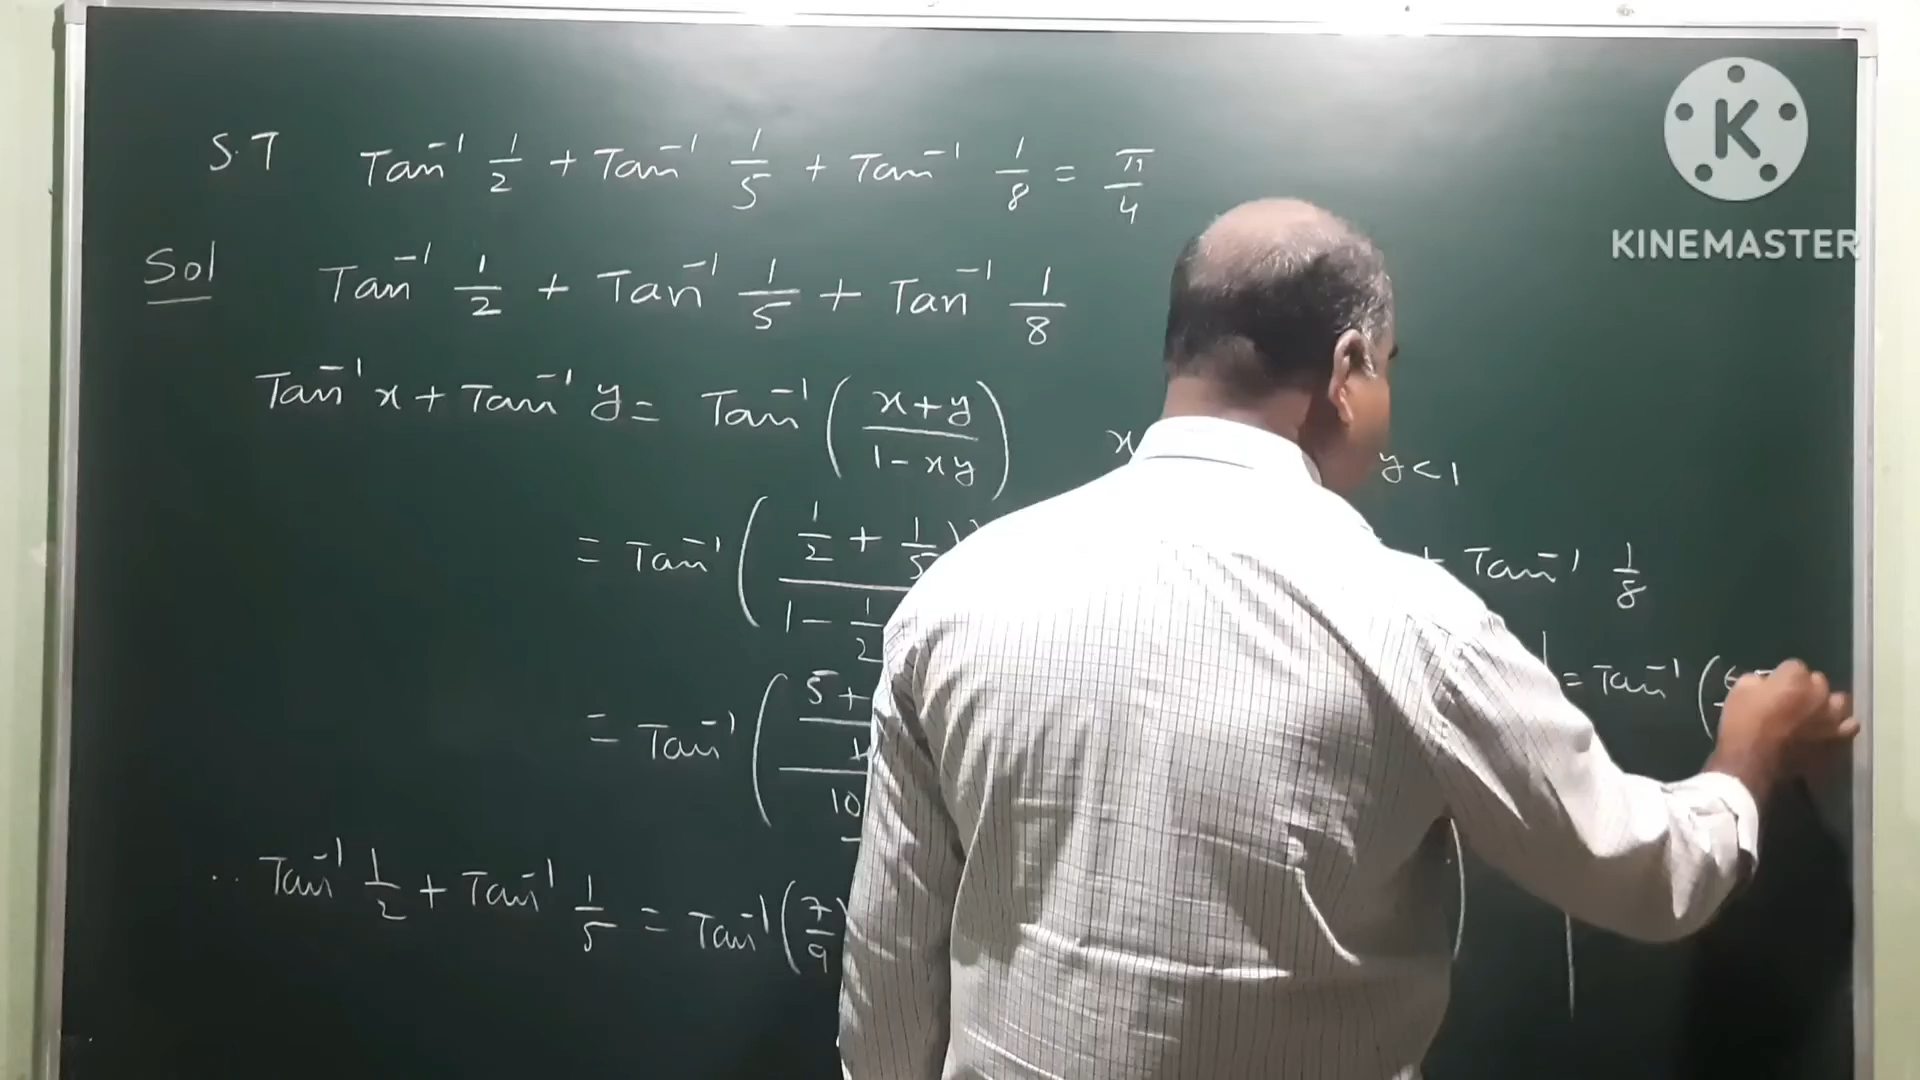 S.T Tan⁻¹ 1/2 + Tan⁻¹ 1/5 + Tan⁻¹ 1/8 = π/4
Sol Tan⁻¹ 1/2 + Tan⁻¹ 1/5 + Tan⁻¹ 1/8
Tan⁻¹ x + Tan⁻¹ y = Tan⁻¹ ( x+y / 1-xy ) x y < 1
= Tan⁻¹ ( 1/2 + 1/5 / 1 - 1/2
= Tan⁻¹ ( 5+ / 10
.. Tan⁻¹ 1/2 + Tan⁻¹ 1/5 = Tan⁻¹ ( 7/9 )
+ Tan⁻¹ 1/8
= Tan⁻¹ (
K
KINEMASTER